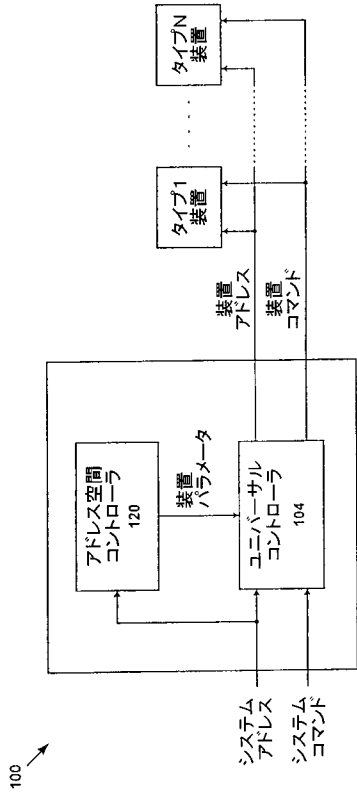 100
アドレス空間
コントローラ
120
装置
パラメータ
ユニバーサル
コントローラ
104
システム
アドレス
システム
コマンド
装置
アドレス
装置
コマンド
タイプ1
装置
タイプN
装置